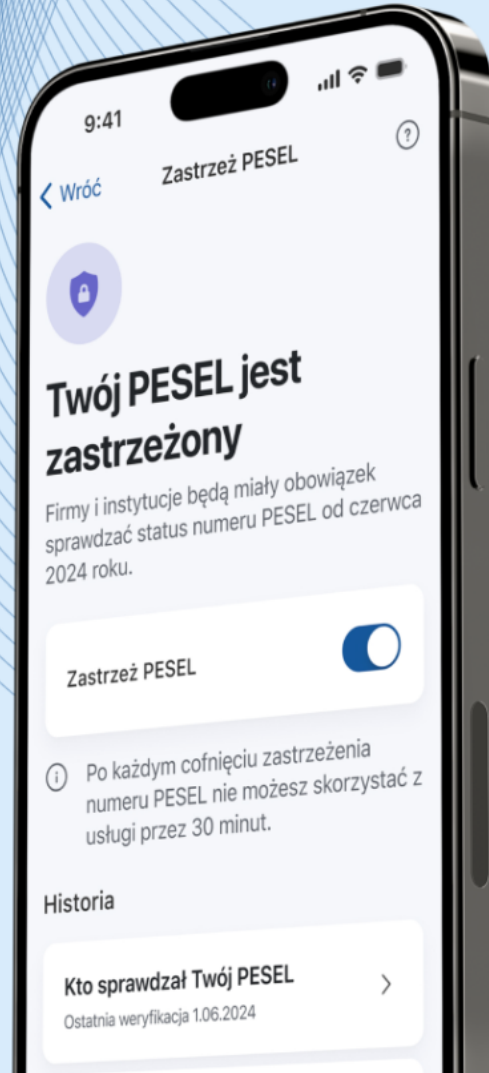 9:41
Wróć
Zastrzeż PESEL
?
Twój PESEL jest
zastrzeżony
Firmy i instytucje będą miały obowiązek
sprawdzać status numeru PESEL od czerwca
2024 roku.
Zastrzeż PESEL
Po każdym cofnięciu zastrzeżenia
numeru PESEL nie możesz skorzystać z
usługi przez 30 minut.
Historia
Kto sprawdzał Twój PESEL
Ostatnia weryfikacja 1.06.2024